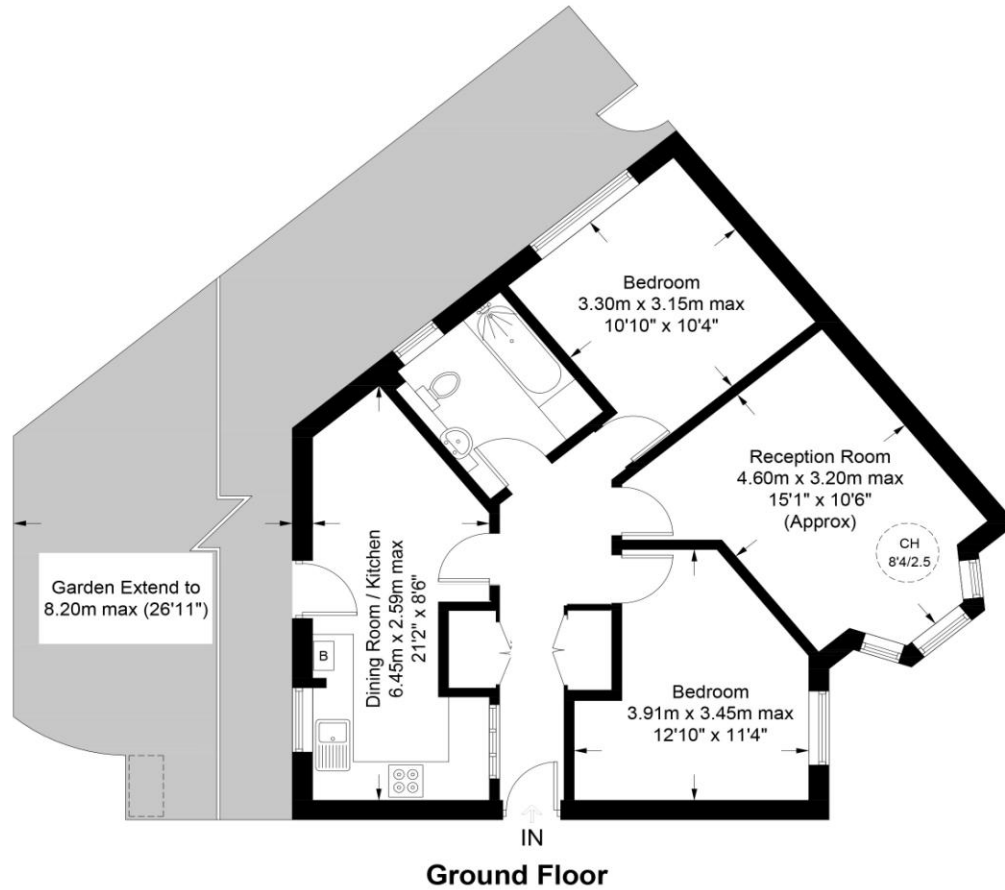 Bedroom
3.30m x 3.15m max
10'10" x 10'4"
Reception Room
4.60m x 3.20m max
15'1" x 10'6"
(Approx)
CH
8'4/2.5
Garden Extend to
8.20m max (26'11")
Dining Room / Kitchen
6.45m x 2.59m max
21'2" x 8'6"
B
Bedroom
3.91m x 3.45m max
12'10" x 11'4"
IN
Ground Floor